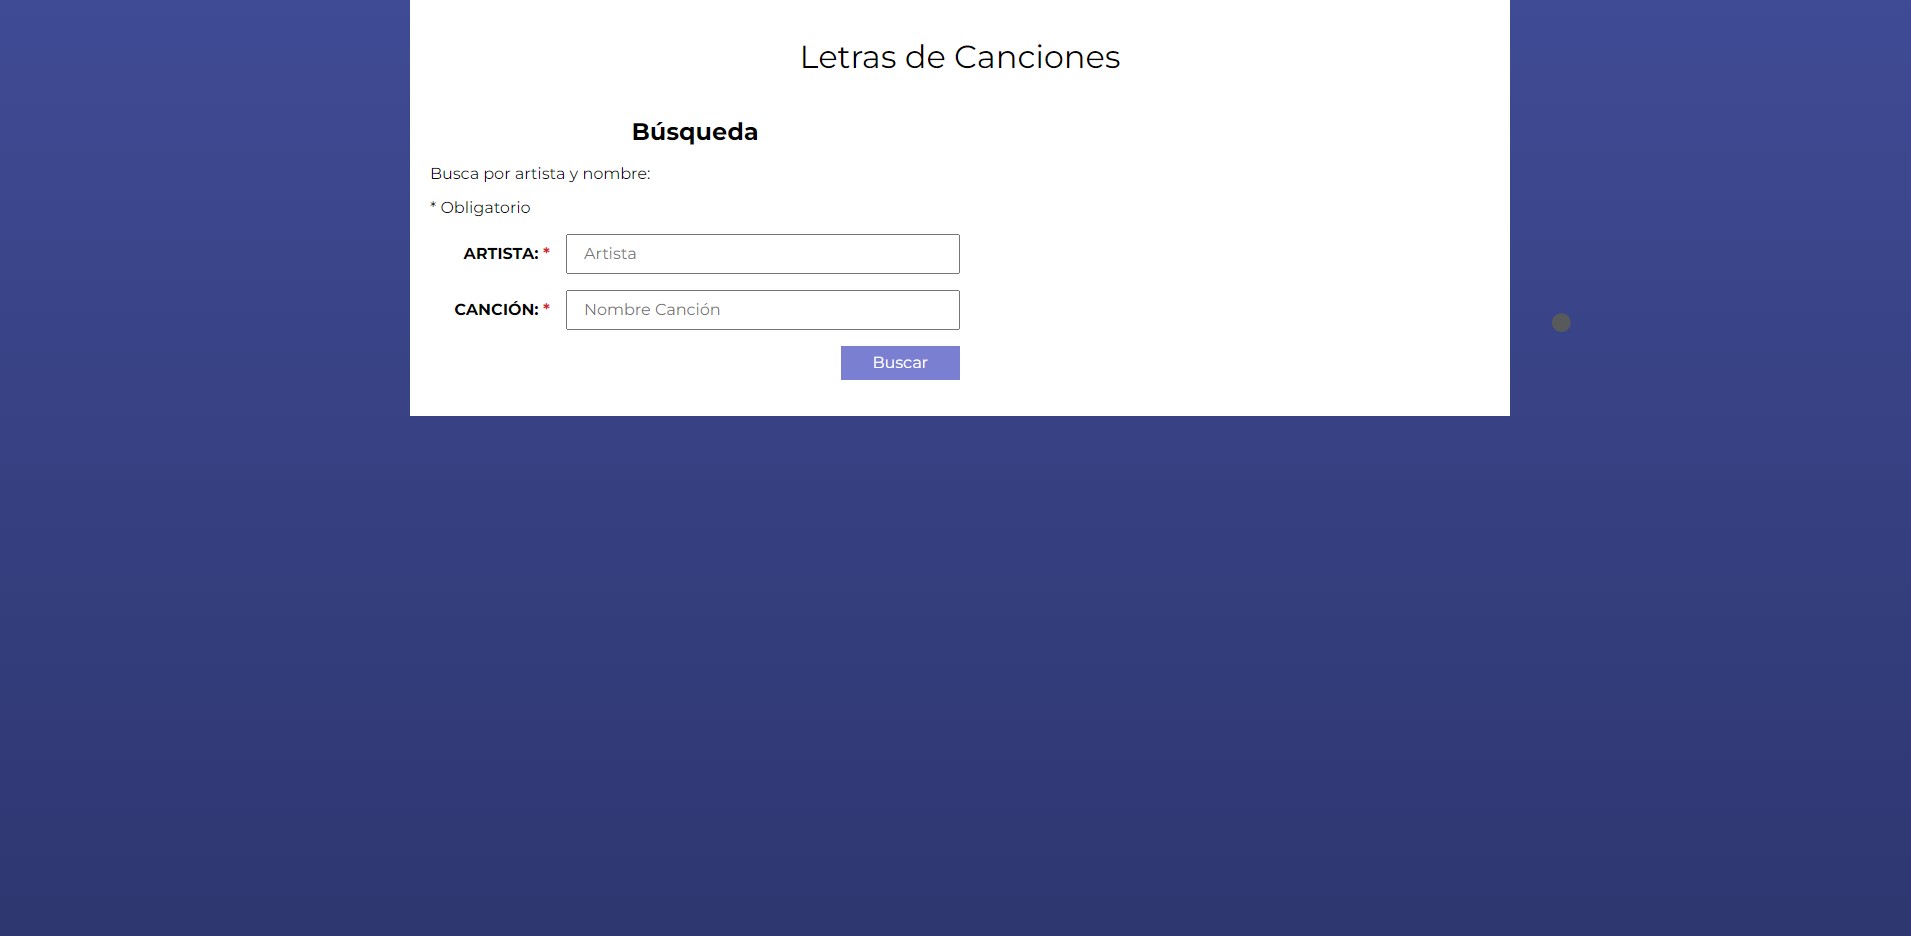 Letras de Canciones
Búsqueda
Busca por artista y nombre:
* Obligatorio
ARTISTA: * Artista
CANCIÓN: * Nombre Canción
Buscar